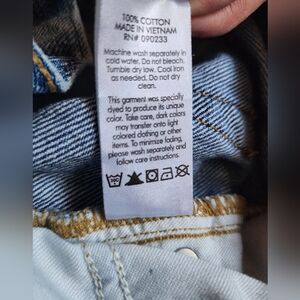 100% COTTON
MADE IN VIETNAM
RN# 090233
Machine wash separately in
cold water. Do not bleach.
Tumble dry low. Cool iron
as needed. Do not dry
clean.
This garment was specially
dyed to produce its unique
color. Take care, dark colors
may transfer onto light
colored clothing or other
items. To minimize fading,
please wash separately and
follow care instructions.